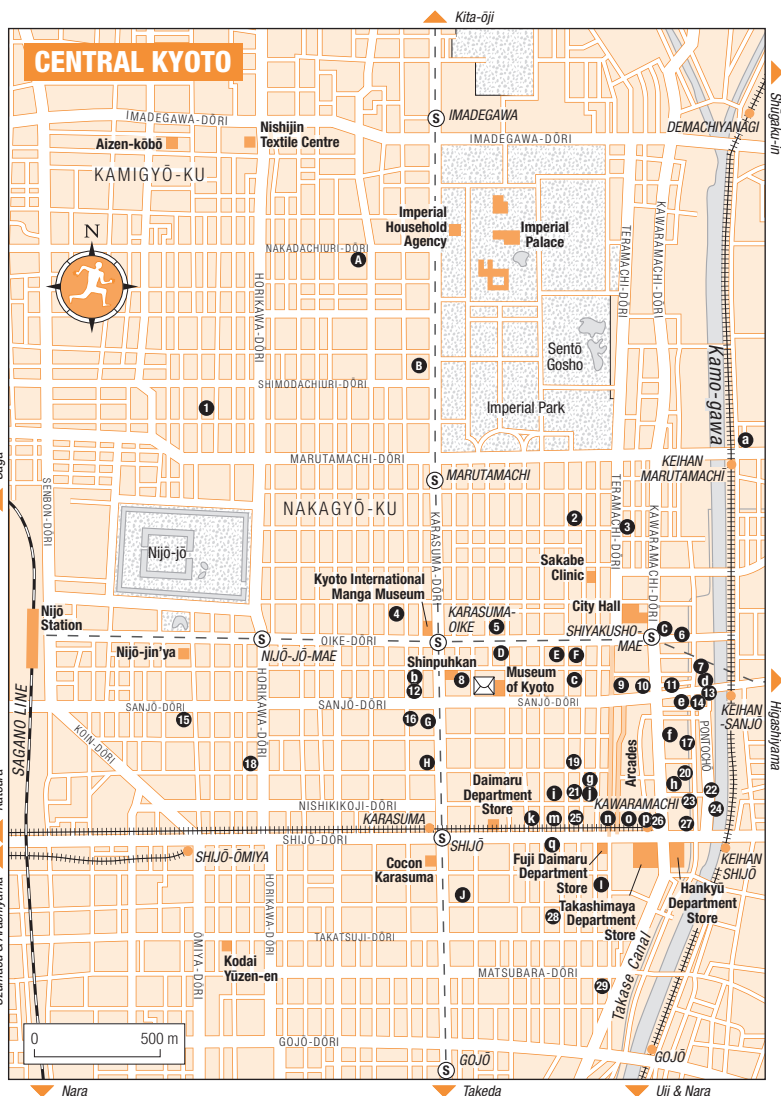 Kita-ōji
CENTRAL KYOTO
Shūgaku-in
IMADEGAWA-DŌRI
IMADEGAWA
DEMACHIYANAGI
Aizen-kōbō
Nishijin
Textile Centre
IMADEGAWA-DŌRI
KAMIGYŌ-KU
KAWARAMACHI-DŌRI
TERAMACHI-DŌRI
Imperial
Household
Agency
Imperial
Palace
N
NAKADACHIURI-DŌRI
A
HORIKAWA-DŌRI
Sentō
Gosho
Kamo-gawa
B
SHIMODACHIURI-DŌRI
1
Imperial Park
a
MARUTAMACHI-DŌRI
MARUTAMACHI
KEIHAN
MARUTAMACHI
SENBON-DŌRI
NAKAGYŌ-KU
KARASUMA-DŌRI
2
3
TERAMACHI-DŌRI
KAWARAMACHI-DŌRI
Nijō-jō
Sakabe
Clinic
Kyoto International
Manga Museum
City Hall
Nijō
Station
4
KARASUMA-
OIKE
5
SHIYAKUSHO-
MAE
C
6
OIKE-DŌRI
NIJŌ-JŌ-MAE
Nijō-jin'ya
Shinpuhkan
D
E
F
7
b
8
Museum
of Kyoto
c
9
10
11
d
12
13
e
14
SANJŌ-DŌRI
SANJŌ-DŌRI
KEIHAN
-SANJŌ
Higashiyama
SAGANO LINE
15
KOIN-DŌRI
HORIKAWA-DŌRI
16
G
f
17
PONTOCHŌ
18
H
19
Arcades
g
20
h
Daimaru
Department
Store
i
21
j
22
NISHIKIKOJI-DŌRI
KAWARAMACHI
23
24
KARASUMA
k
m
25
n
o
p
26
27
SHIJŌ-DŌRI
SHIJŌ
SHIJŌ-ŌMIYA
q
KEIHAN
SHIJŌ
Cocon
Karasuma
Fuji Daimaru
Department
Store
I
Hankyū
Department
Store
J
Takashimaya
Department
Store
28
HORIKAWA-DŌRI
ŌMIYA-DŌRI
TAKATSUJI-DŌRI
Kodai
Yūzen-en
MATSUBARA-DŌRI
Takase Canal
29
0
500 m
GOJŌ-DŌRI
GOJŌ
GOJŌ
Nara
Takeda
Uji & Nara